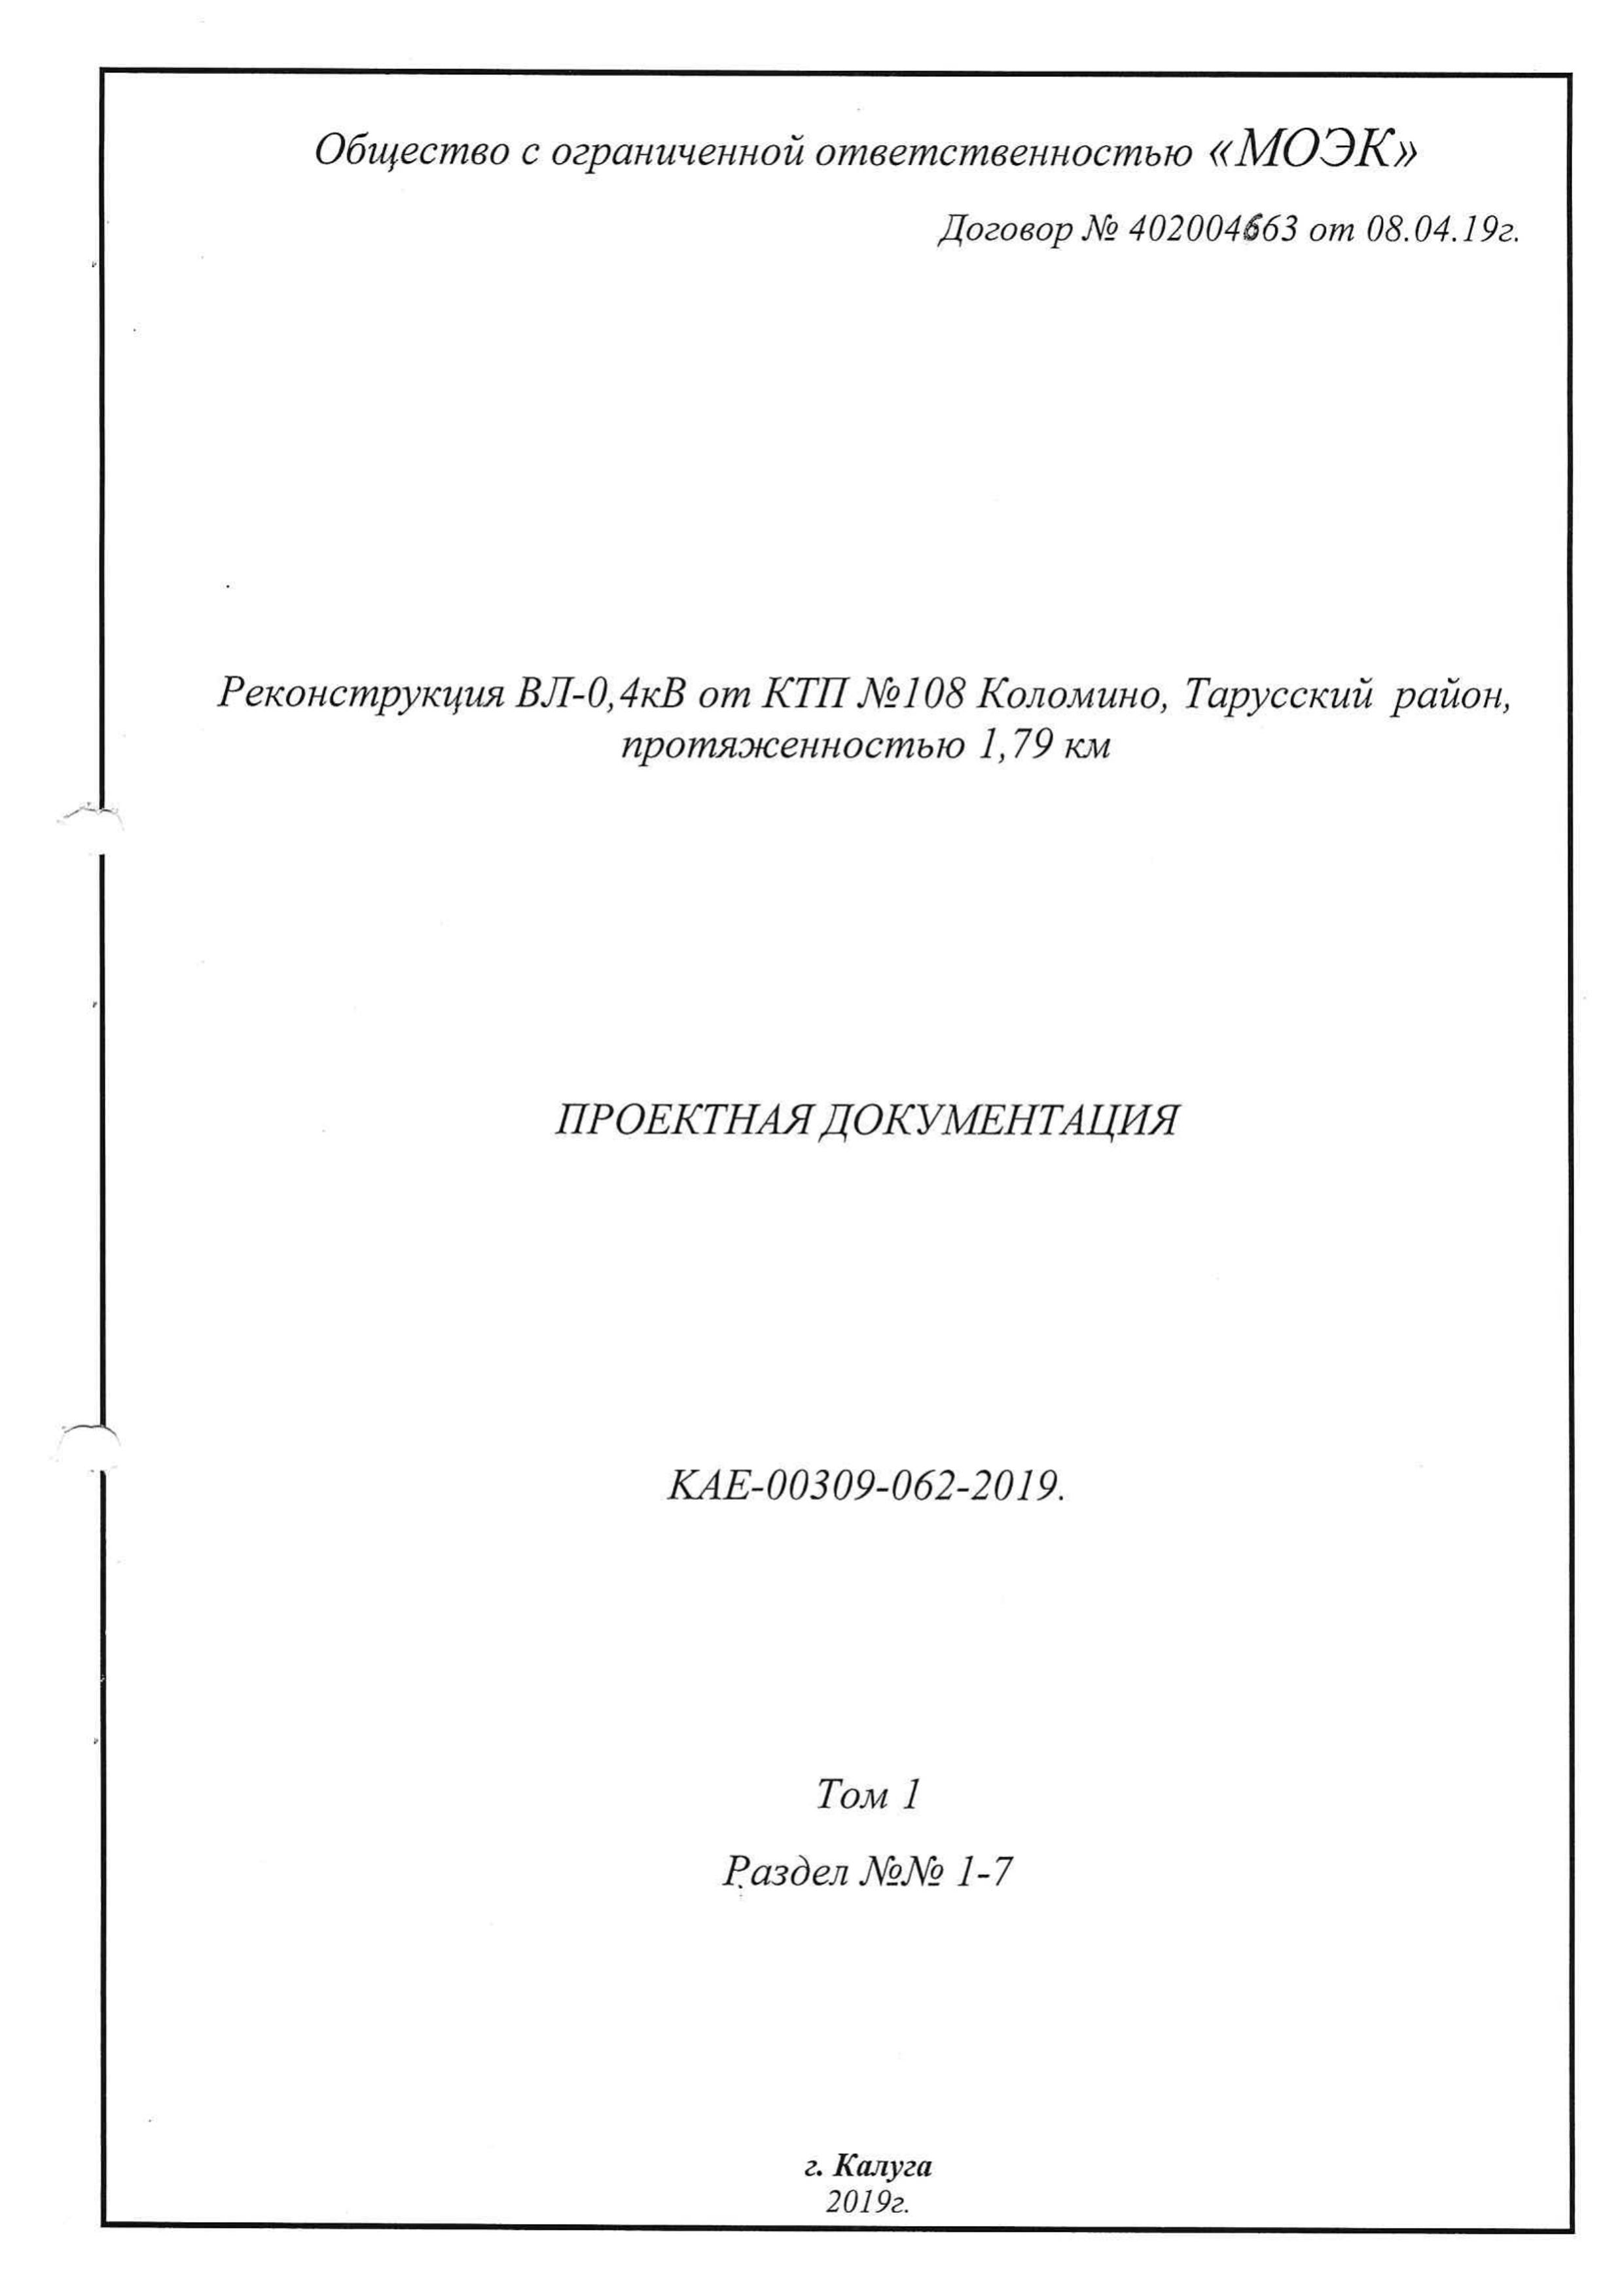 Общество с ограниченной ответственностью «МОЭК»
Договор № 402004663 от 08.04.19г.
Реконструкция ВЛ-0,4кВ от КТП №108 Коломино, Тарусский район,
протяженностью 1,79 км
ПРОЕКТНАЯ ДОКУМЕНТАЦИЯ
КАЕ-00309-062-2019.
Том 1
Раздел №№ 1-7
г. Калуга
2019г.